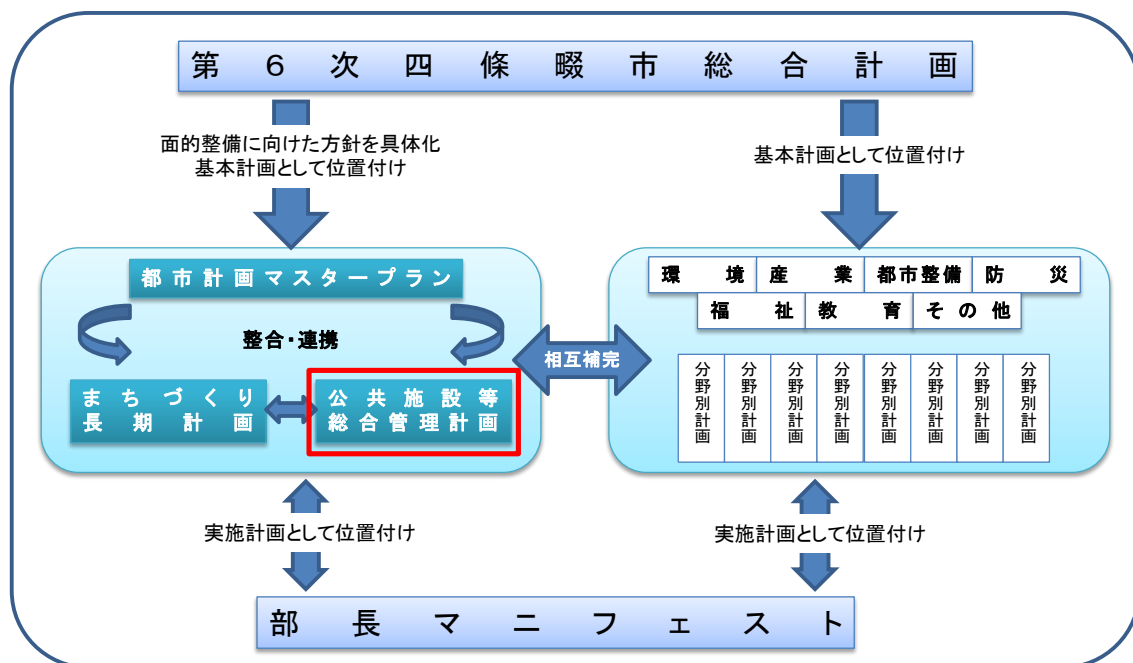 第6次四條畷市総合計画
面的整備に向けた方針を具体化
基本計画として位置付け
基本計画として位置付け
都市計画マスタープラン
整合・連携
まちづくり
長期計画
公共施設等
総合管理計画
相互補完
環境 産業 都市整備 防災
福祉 教育 その他
分野別計画 分野別計画 分野別計画 分野別計画 分野別計画 分野別計画 分野別計画 分野別計画
実施計画として位置付け
実施計画として位置付け
部長マニフェスト